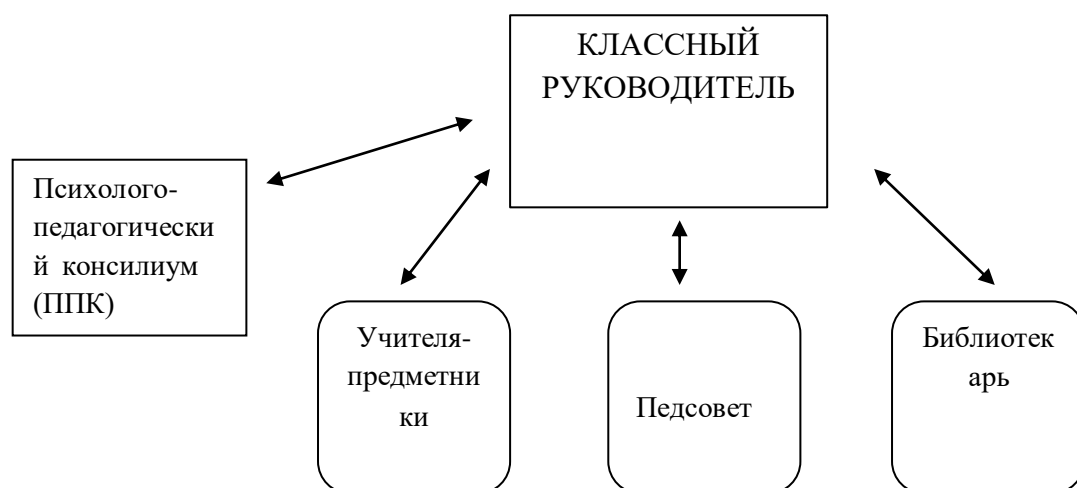 КЛАССНЫЙ
РУКОВОДИТЕЛЬ
Психолого-
педагогически
й консилиум
(ППК)
Учителя-
предметни
ки
Педсовет
Библиотек
арь